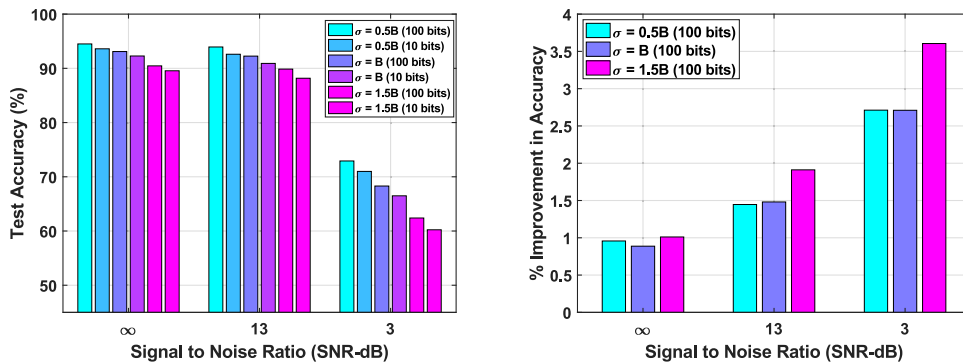 100
90
80
70
60
50
Test Accuracy (%)
σ = 0.5B (100 bits)
σ = 0.5B (10 bits)
σ = B (100 bits)
σ = B (10 bits)
σ = 1.5B (100 bits)
σ = 1.5B (10 bits)
∞ 13 3
Signal to Noise Ratio (SNR-dB)
4
3.5
3
2.5
2
1.5
1
0.5
0
% Improvement in Accuracy
σ = 0.5B (100 bits)
σ = B (100 bits)
σ = 1.5B (100 bits)
∞ 13 3
Signal to Noise Ratio (SNR-dB)